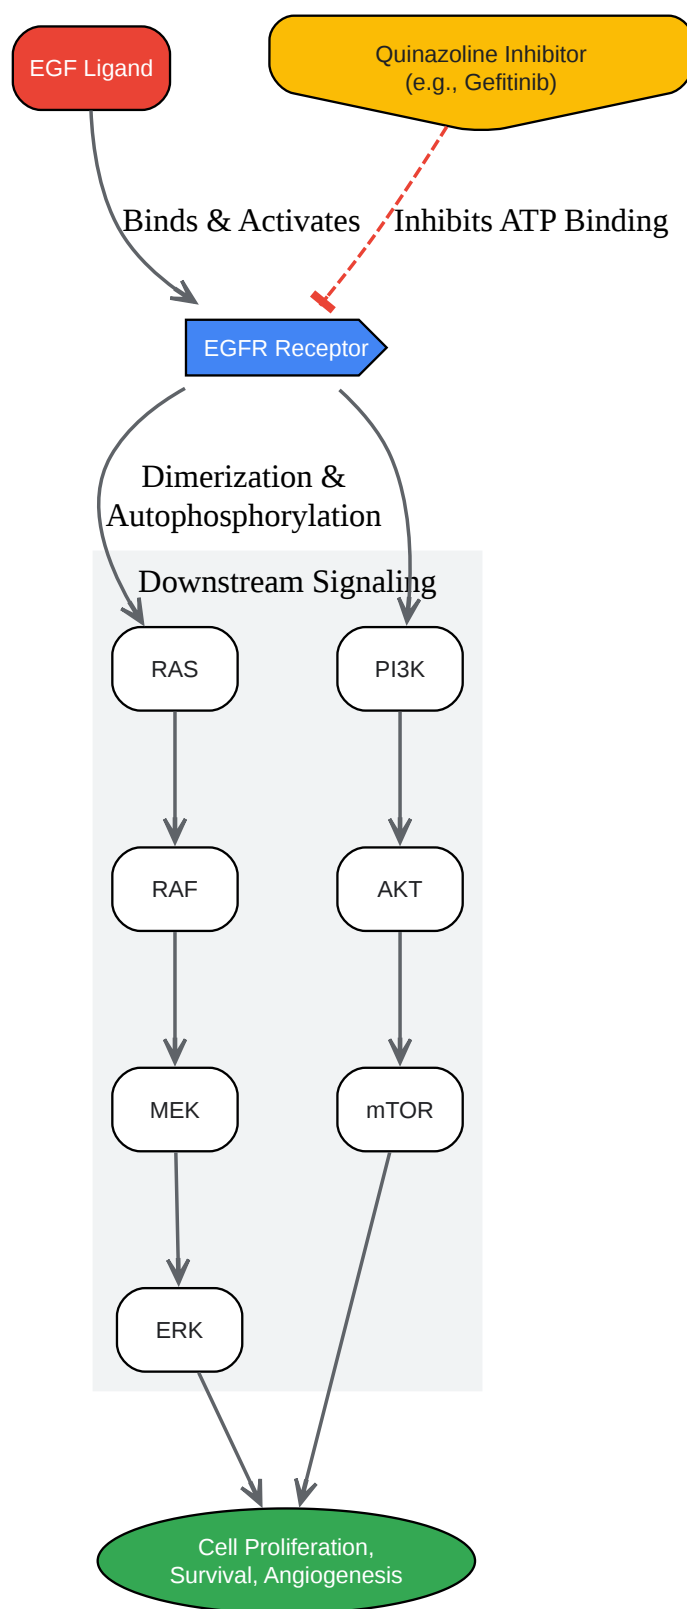 EGF Ligand
Quinazoline Inhibitor
(e.g., Gefitinib)
Binds & Activates
Inhibits ATP Binding
EGFR Receptor
Dimerization &
Autophosphorylation
Downstream Signaling
RAS
PI3K
RAF
AKT
MEK
mTOR
ERK
Cell Proliferation,
Survival, Angiogenesis